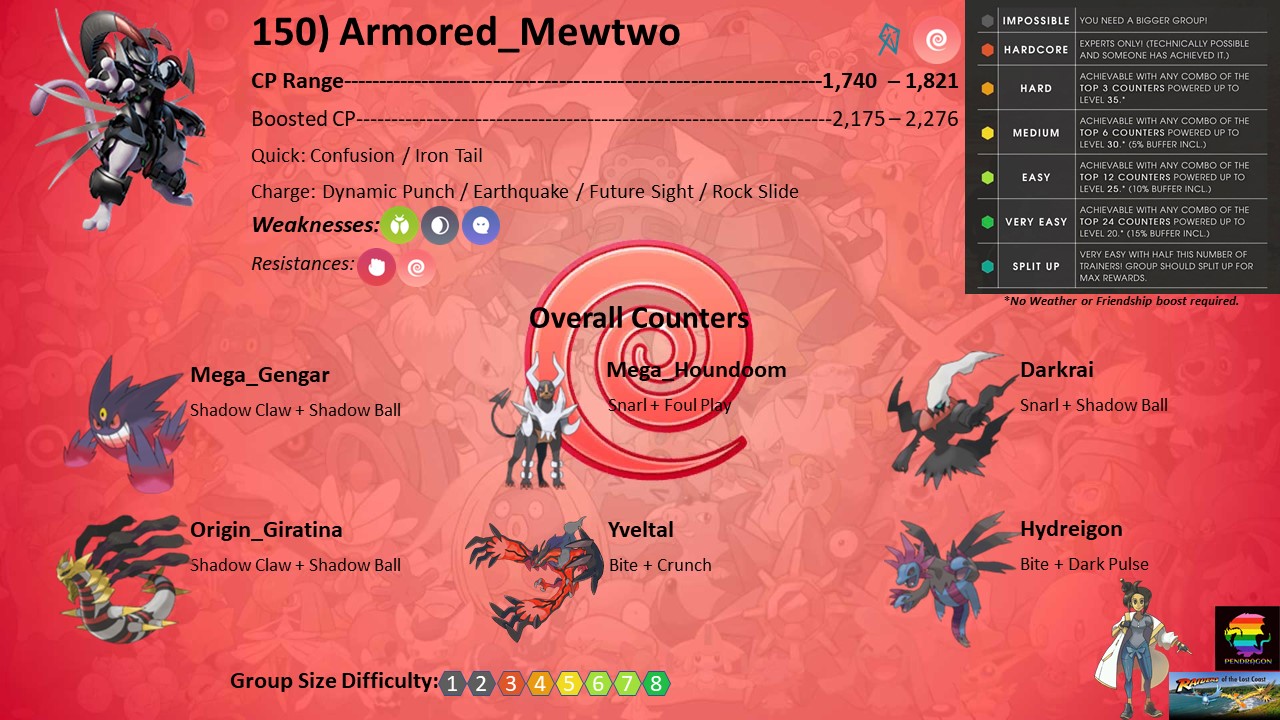 150) Armored_Mewtwo
CP Range--------------------------------------------------------------------1,740 – 1,821
Boosted CP--------------------------------------------------------------------2,175 – 2,276
Quick: Confusion / Iron Tail
Charge: Dynamic Punch / Earthquake / Future Sight / Rock Slide
Weaknesses:
Resistances:
IMPOSSIBLE YOU NEED A BIGGER GROUP!
HARDCORE EXPERTS ONLY! (TECHNICALLY POSSIBLE
AND SOMEONE HAS ACHIEVED IT.)
HARD ACHIEVABLE WITH ANY COMBO OF THE
TOP 3 COUNTERS POWERED UP TO
LEVEL 35.*
MEDIUM ACHIEVABLE WITH ANY COMBO OF THE
TOP 6 COUNTERS POWERED UP TO
LEVEL 30.* (5% BUFFER INCL.)
EASY ACHIEVABLE WITH ANY COMBO OF THE
TOP 12 COUNTERS POWERED UP TO
LEVEL 25.* (10% BUFFER INCL.)
VERY EASY ACHIEVABLE WITH ANY COMBO OF THE
TOP 24 COUNTERS POWERED UP TO
LEVEL 20.* (15% BUFFER INCL.)
SPLIT UP VERY EASY WITH HALF THIS NUMBER OF
TRAINERS! GROUP SHOULD SPLIT UP FOR
MAX REWARDS.
*No Weather or Friendship boost required.
Overall Counters
Mega_Gengar
Shadow Claw + Shadow Ball
Mega_Houndoom
Snarl + Foul Play
Darkrai
Snarl + Shadow Ball
Origin_Giratina
Shadow Claw + Shadow Ball
Yveltal
Bite + Crunch
Hydreigon
Bite + Dark Pulse
Group Size Difficulty: 1 2 3 4 5 6 7 8
PENDRAGON
RAIDERS of the Lost Coast